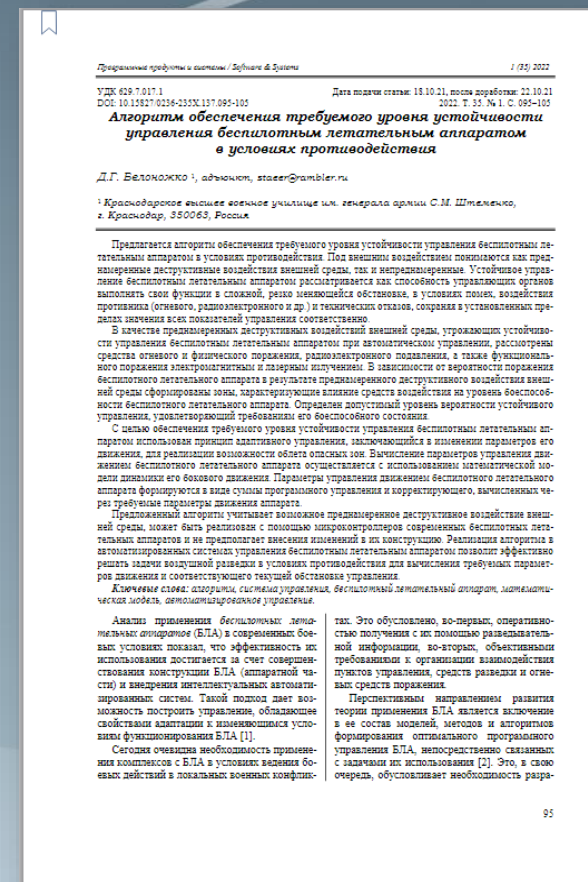 Программные продукты и системы / Software & Systems
1 (35) 2022
УДК 629.7.017.1
Дата подачи статьи: 18.10.21, после доработки: 22.10.21
DOI: 10.15827/0236-235X.137.095-105
2022. Т. 35. № 1. С. 095–105
Алгоритм обеспечения требуемого уровня устойчивости
управления беспилотным летательным аппаратом
в условиях противодействия
Д.Г. Белоножко ¹, адъюнкт, staeer@rambler.ru
¹ Краснодарское высшее военное училище им. генерала армии С.М. Штеменко,
г. Краснодар, 350063, Россия
Предлагается алгоритм обеспечения требуемого уровня устойчивости управления беспилотным ле-
тательным аппаратом в условиях противодействия. Под внешним воздействием понимаются как пред-
намеренные деструктивные воздействия внешней среды, так и непреднамеренные. Устойчивое управ-
ление беспилотным летательным аппаратом рассматривается как способность управляющих органов
выполнять свои функции в сложной, резко меняющейся обстановке, в условиях помех, воздействия
противника (огневого, радиоэлектронного и др.) и технических отказов, сохраняя в установленных пре-
делах значения всех показателей управления соответственно.
В качестве преднамеренных деструктивных воздействий внешней среды, угрожающих устойчиво-
сти управления беспилотным летательным аппаратом при автоматическом управлении, рассмотрены
средства огневого и физического поражения, радиоэлектронного подавления, а также функциональ-
ного поражения электромагнитным и лазерным излучением. В зависимости от вероятности поражения
беспилотного летательного аппарата в результате преднамеренного деструктивного воздействия внеш-
ней среды сформированы зоны, характеризующие влияние средств воздействия на уровень боеспособ-
ности беспилотного летательного аппарата. Определен допустимый уровень вероятности устойчивого
управления, удовлетворяющий требованиям его боеспособного состояния.
С целью обеспечения требуемого уровня устойчивости управления беспилотным летательным ап-
паратом использован принцип адаптивного управления, заключающийся в изменении параметров его
движения, для реализации возможности облета опасных зон. Вычисление параметров управления дви-
жением беспилотного летательного аппарата осуществляется с использованием математической мо-
дели динамики его бокового движения. Параметры управления движением беспилотного летательного
аппарата формируются в виде суммы программного управления и корректирующего, вычисленных че-
рез требуемые параметры движения аппарата.
Предложенный алгоритм учитывает возможное преднамеренное деструктивное воздействие внеш-
ней среды, может быть реализован с помощью микроконтроллеров современных беспилотных лета-
тельных аппаратов и не предполагает внесения изменений в их конструкцию. Реализация алгоритма в
автоматизированных системах управления беспилотным летательным аппаратом позволит эффективно
решать задачи воздушной разведки в условиях противодействия для вычисления требуемых парамет-
ров движения и соответствующего текущей обстановке управления.
Ключевые слова: алгоритм, система управления, беспилотный летательный аппарат, математи-
ческая модель, автоматизированное управление.
Анализ применения беспилотных лета-
тельных аппаратов (БЛА) в современных бое-
вых условиях показал, что эффективность их
использования достигается за счет совершен-
ствования конструкции БЛА (аппаратной ча-
сти) и внедрения интеллектуальных автомати-
зированных систем. Такой подход дает воз-
можность построить управление, обладающее
свойствами адаптации к изменяющимся усло-
виям функционирования БЛА [1].
Сегодня очевидна необходимость примене-
ния комплексов с БЛА в условиях ведения бо-
евых действий в локальных военных конфлик-
тах. Это обусловлено, во-первых, оперативно-
стью получения с их помощью разведыватель-
ной информации, во-вторых, объективными
требованиями к организации взаимодействия
пунктов управления, средств разведки и огне-
вых средств поражения.
Перспективным направлением развития
теории применения БЛА является включение
в ее состав моделей, методов и алгоритмов
формирования оптимального программного
управления БЛА, непосредственно связанных
с задачами их использования [2]. Это, в свою
очередь, обусловливает необходимость разра-
95